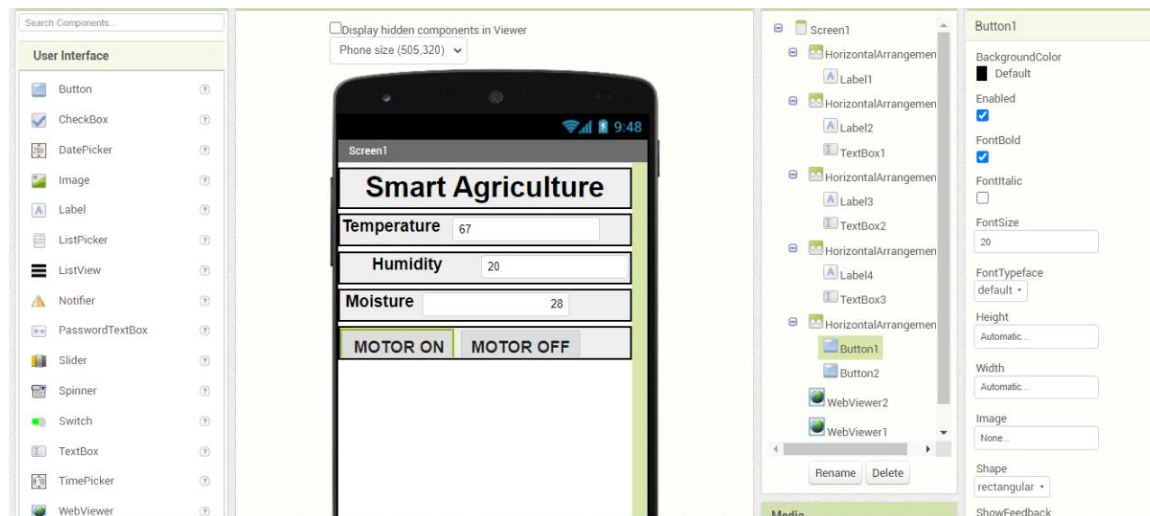 Search Components...
User Interface
Button
CheckBox
DatePicker
Image
Label
ListPicker
ListView
Notifier
PasswordTextBox
Slider
Spinner
Switch
TextBox
TimePicker
WebViewer
Display hidden components in Viewer
Phone size (505,320)
9:48
Screen1
Smart Agriculture
Temperature 67
Humidity 20
Moisture 28
MOTOR ON MOTOR OFF
Screen1
HorizontalArrangemen
Label1
HorizontalArrangemen
Label2
TextBox1
HorizontalArrangemen
Label3
TextBox2
HorizontalArrangemen
Label4
TextBox3
HorizontalArrangemen
Button1
Button2
WebViewer2
WebViewer1
Rename Delete
Media
Button1
BackgroundColor
Default
Enabled
FontBold
FontItalic
FontSize
20
FontTypeface
default
Height
Automatic...
Width
Automatic...
Image
None...
Shape
rectangular
ShowFeedback